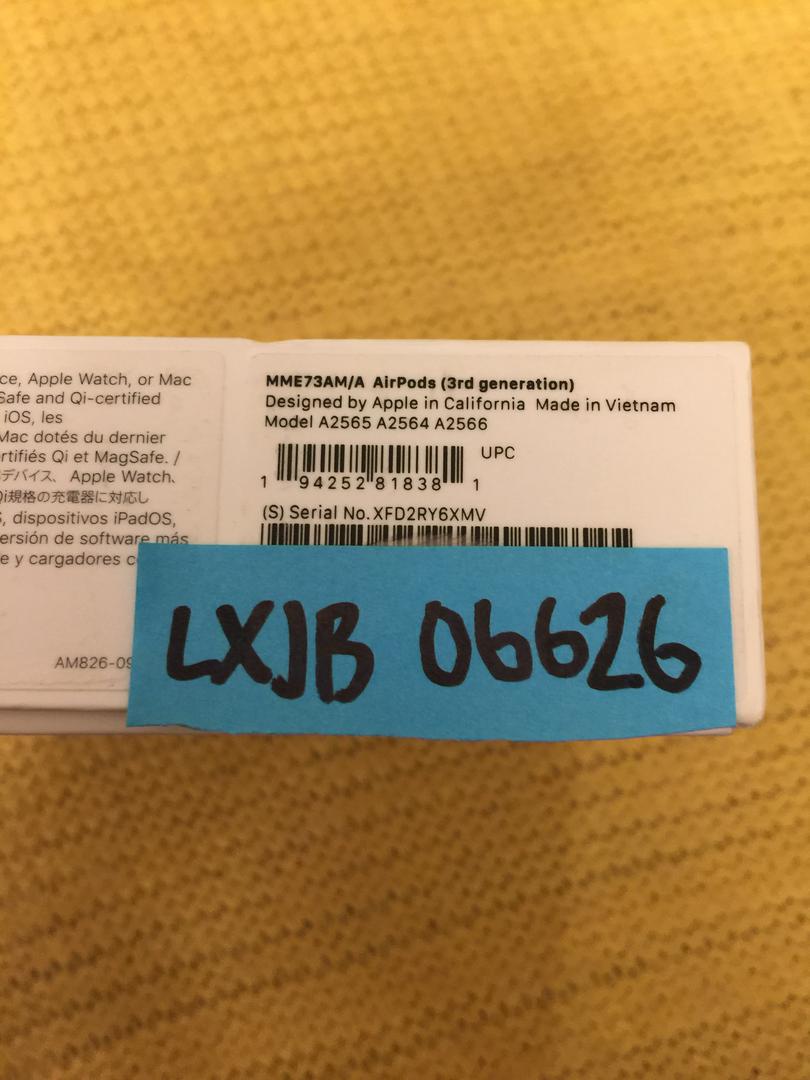 ce, Apple Watch, or Mac
Safe and Qi-certified
iOS, les
Mac dotés du dernier
rtifiés Qi et MagSafe. /
デバイス、 Apple Watch、
Qi規格の充電器に対応し
S, dispositivos iPadOS,
ersión de software más
e y cargadores c
AM826-09
MME73AM/A AirPods (3rd generation)
Designed by Apple in California Made in Vietnam
Model A2565 A2564 A2566
UPC
1 94252 81838 1
(S) Serial No. XFD2RY6XMV
LXJB 06626